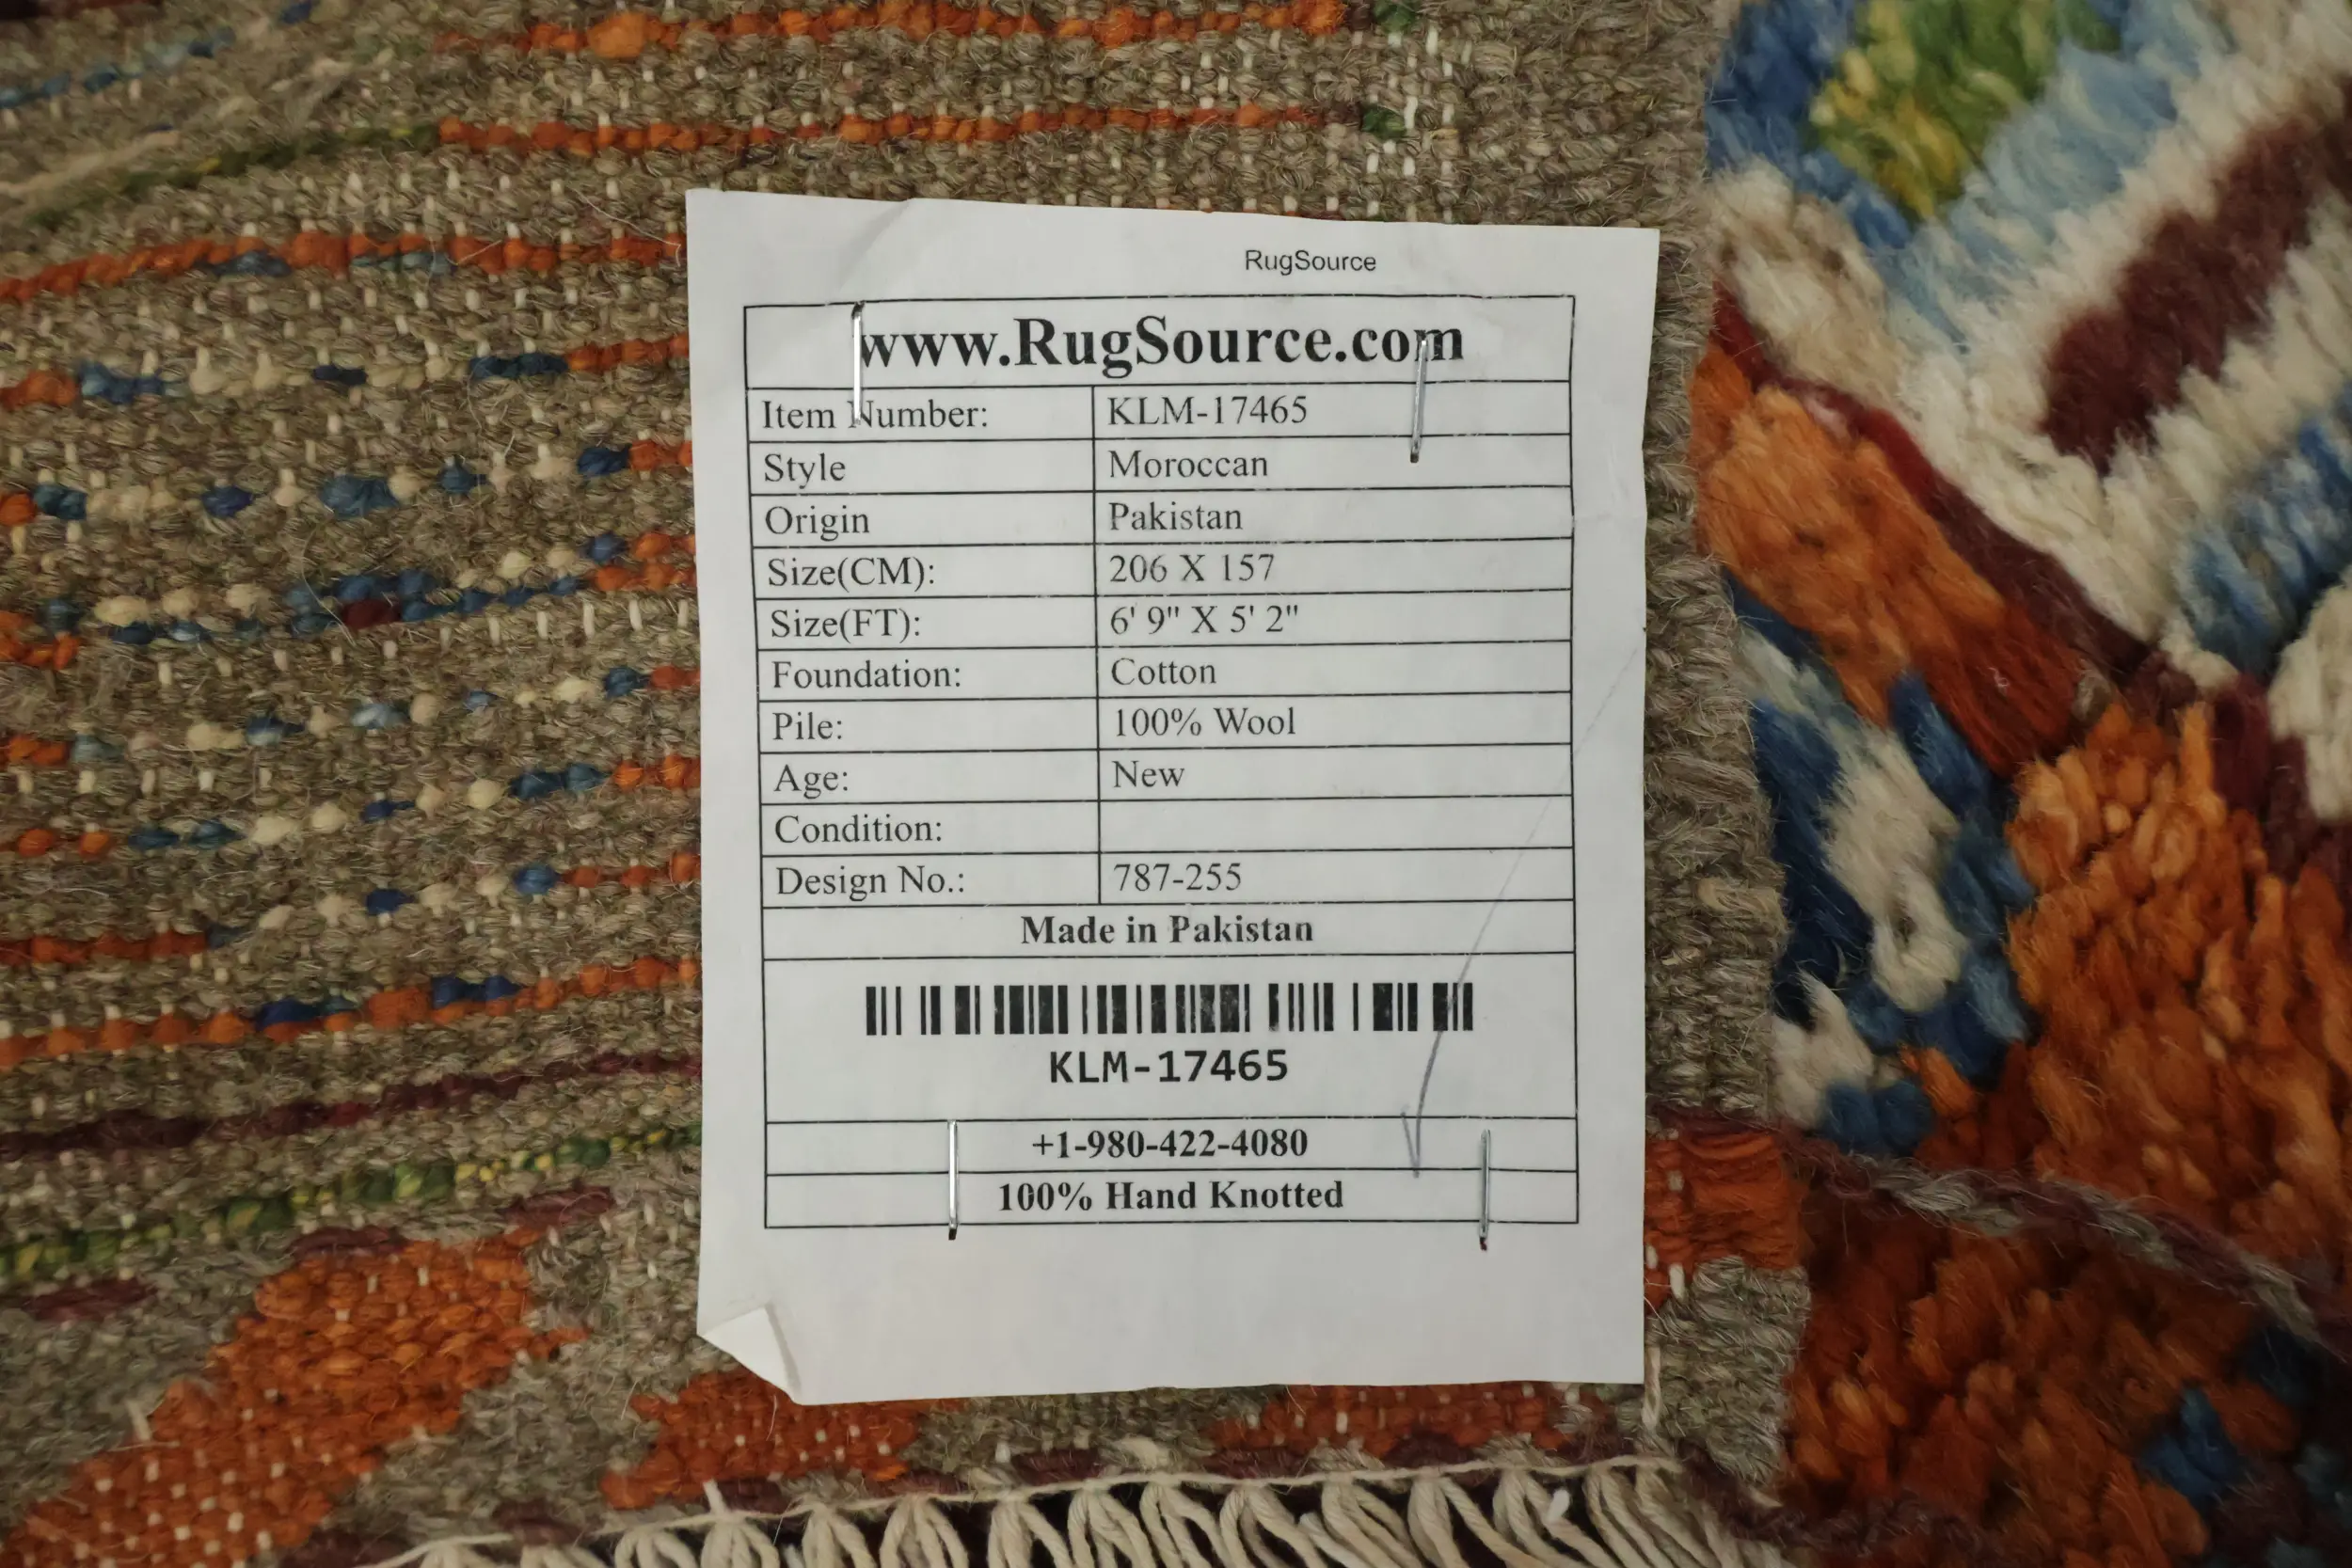 RugSource
www.RugSource.com
Item Number: KLM-17465
Style Moroccan
Origin Pakistan
Size(CM): 206 X 157
Size(FT): 6' 9" X 5' 2"
Foundation: Cotton
Pile: 100% Wool
Age: New
Condition:
Design No.: 787-255
Made in Pakistan
KLM-17465
+1-980-422-4080
100% Hand Knotted